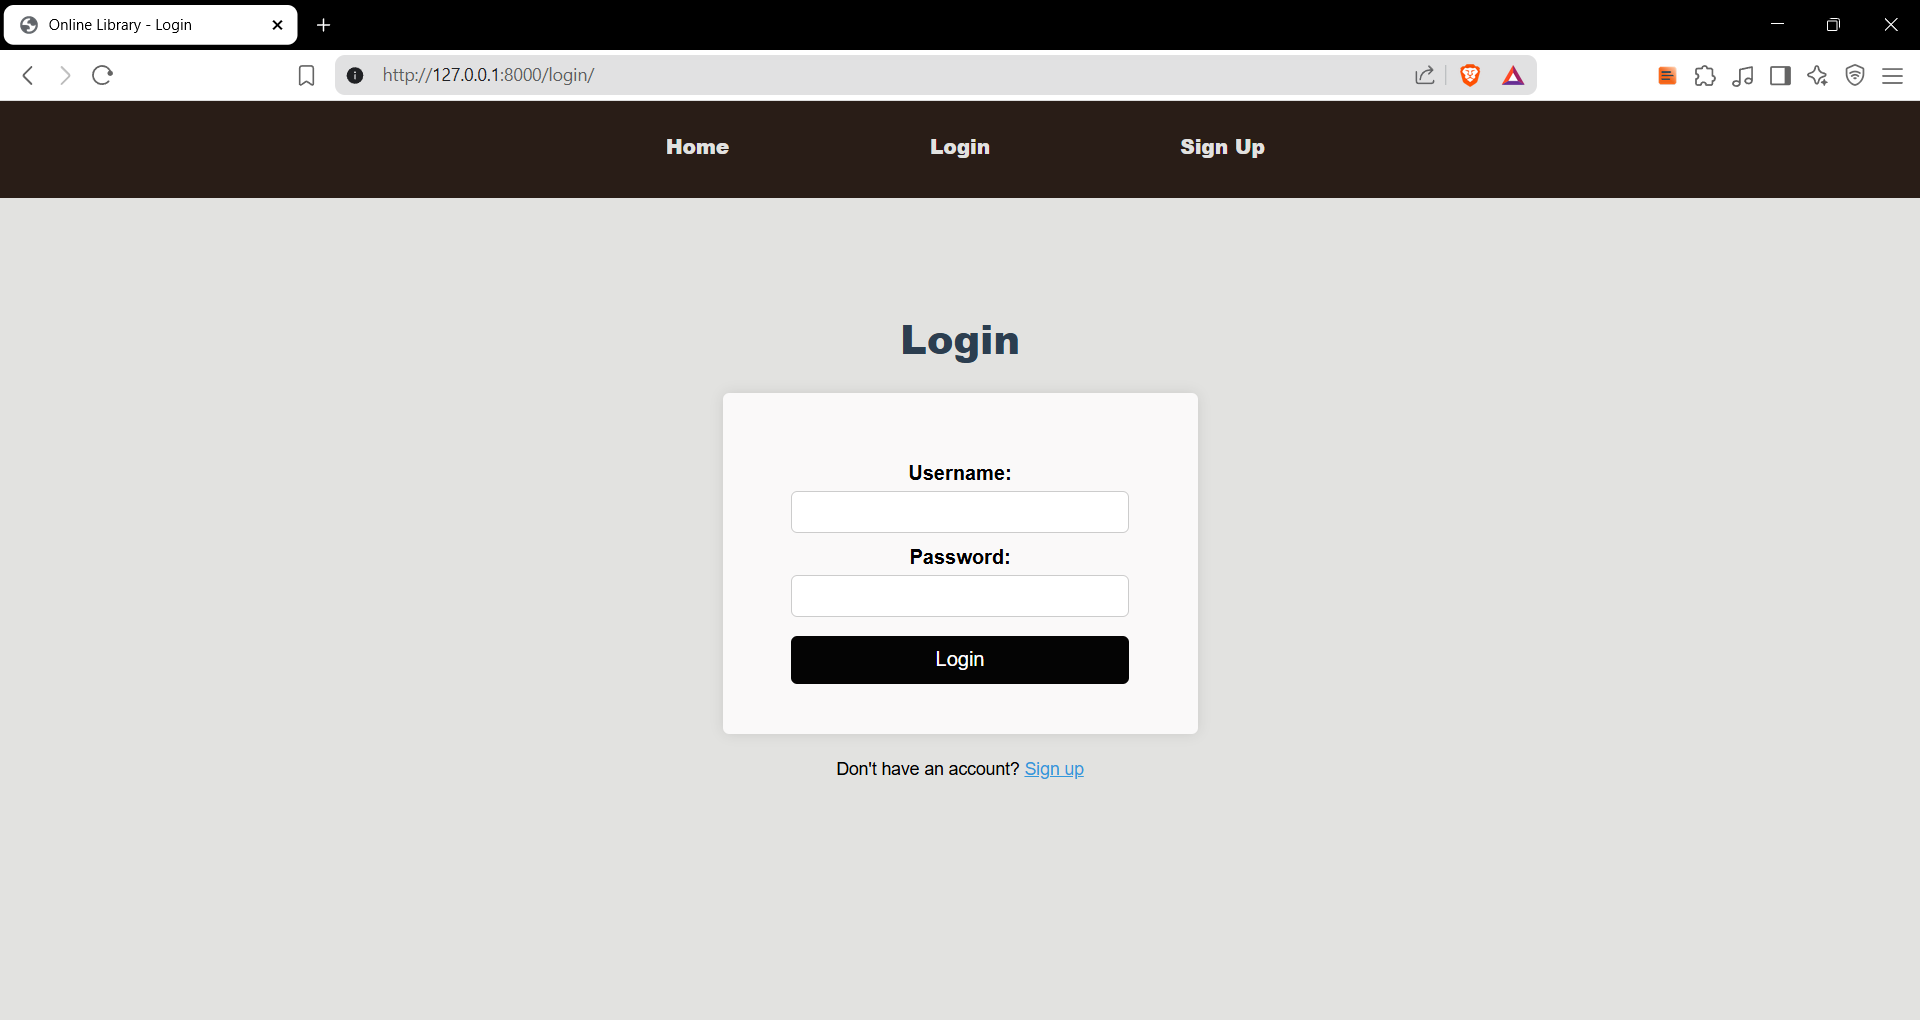 Online Library - Login
http://127.0.0.1:8000/login/
Home Login Sign Up
Login
Username:
Password:
Login
Don't have an account? Sign up